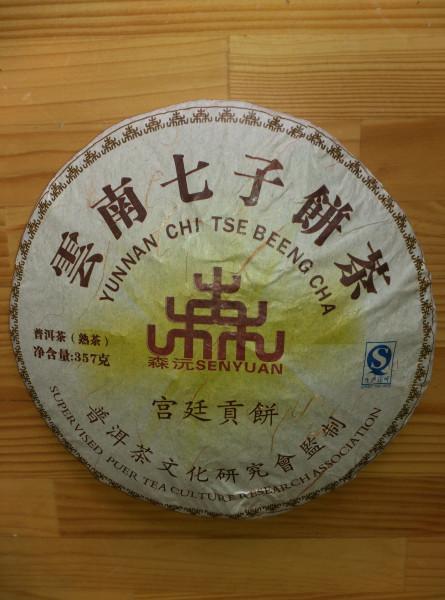 雲南七子餅茶
YUNNAN CHI TSE BEENG CHA
普洱茶(熟茶)
净含量:357克
森沅SENYUAN
宫廷貢餅
普洱茶文化研究會監制
SUPERVISED PUER TEA CULTURE RESEARCH ASSOCIATION